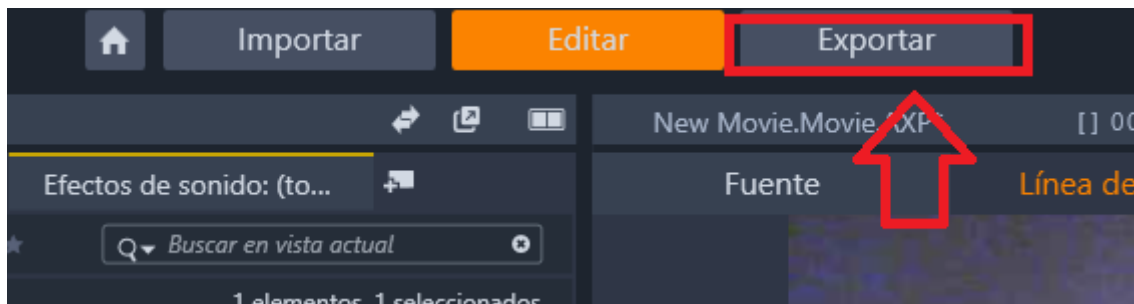 Importar Editar Exportar
New Movie.Movie.AXP* [] 00
Efectos de sonido: (to... Fuente Línea de
Buscar en vista actual
1 elementos, 1 seleccionados